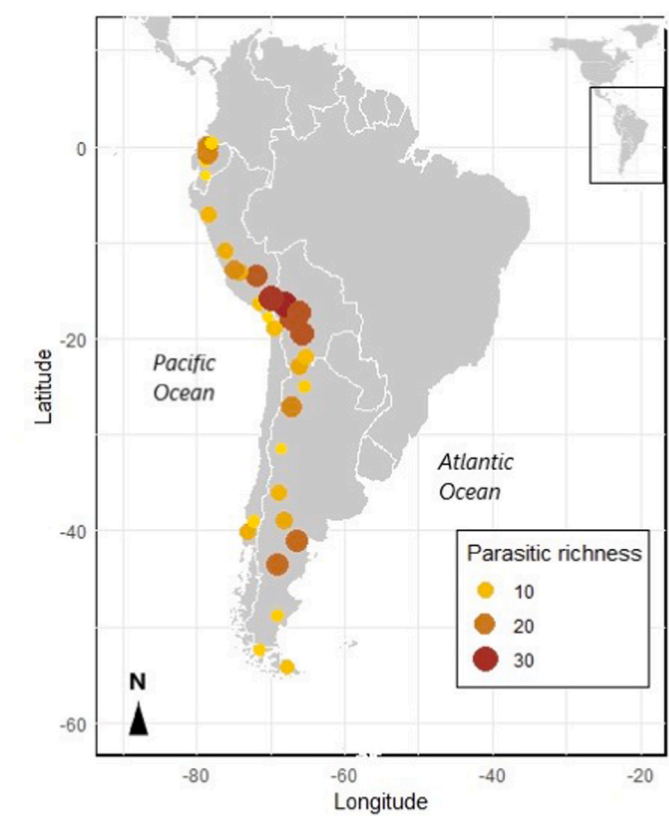 0
-20
-40
-60
Latitude
Pacific
Ocean
Atlantic
Ocean
Parasitic richness
10
20
30
N
-80
-60
-40
-20
Longitude